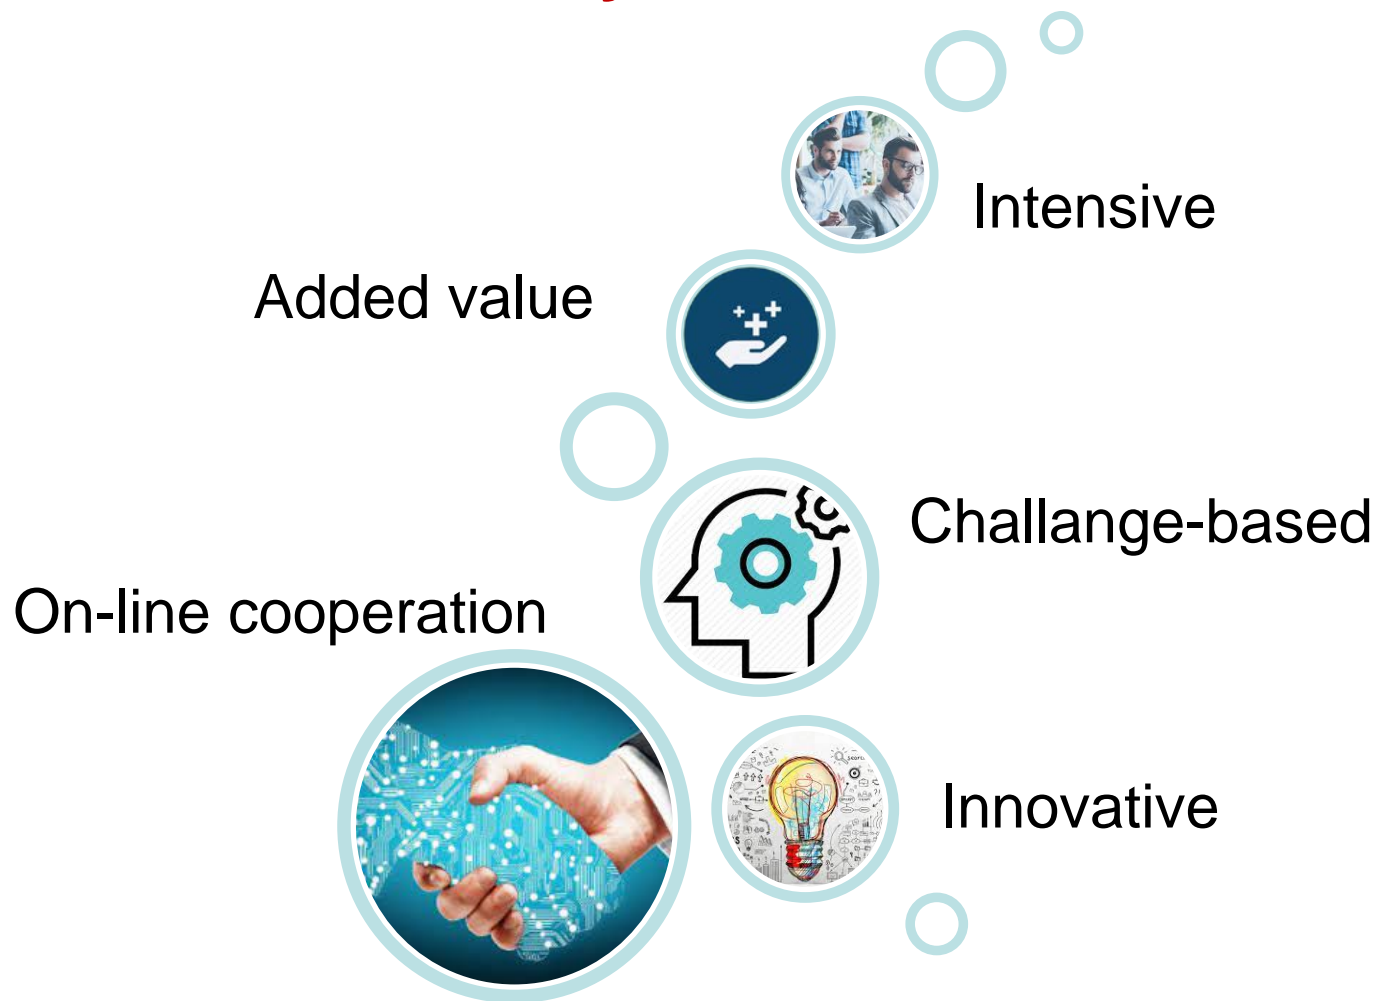 Intensive
Added value
Challange-based
On-line cooperation
Innovative